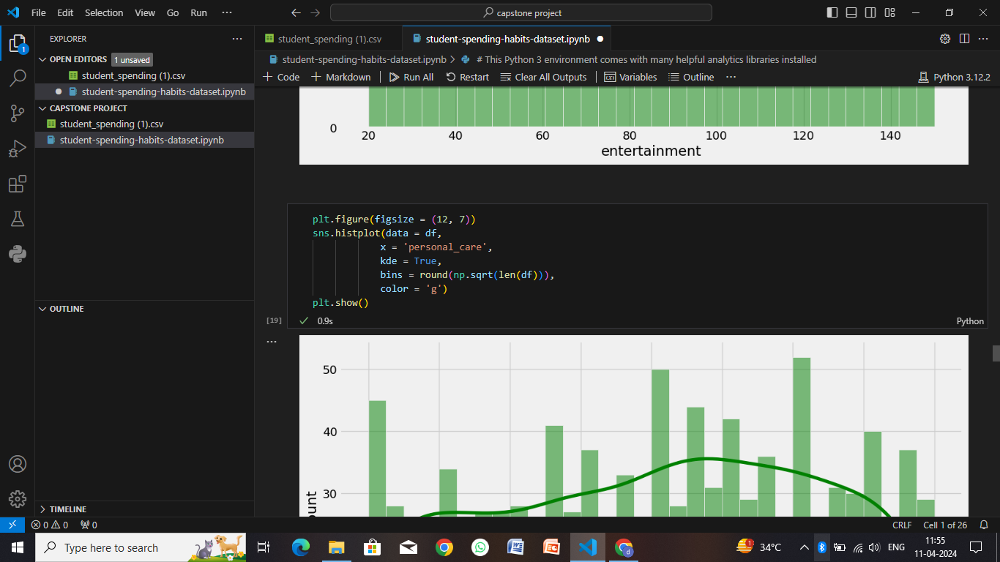 File Edit Selection View Go Run ··· capstone project
EXPLORER ···
OPEN EDITORS 1 unsaved
student_spending (1).csv
student-spending-habits-dataset.ipynb
CAPSTONE PROJECT
student_spending (1).csv
student-spending-habits-dataset.ipynb
OUTLINE
TIMELINE
1
student_spending (1).csv student-spending-habits-dataset.ipynb
student-spending-habits-dataset.ipynb > # This Python 3 environment comes with many helpful analytics libraries installed
+ Code + Markdown Run All Restart Clear All Outputs Variables Outline ··· Python 3.12.2
0
20 40 60 80 100 120 140
entertainment
plt.figure(figsize = (12, 7))
sns.histplot(data = df,
x = 'personal_care',
kde = True,
bins = round(np.sqrt(len(df))),
color = 'g')
plt.show()
[19] 0.9s Python
50
40
30
0 0 0 CRLF Cell 1 of 26
Type here to search 1 34°C ENG 11:55
11-04-2024